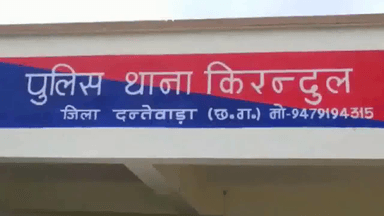 पुलिस थाना किरन्दुल
जिला दन्तेवाड़ा (छ.ग.) मो-9479194315